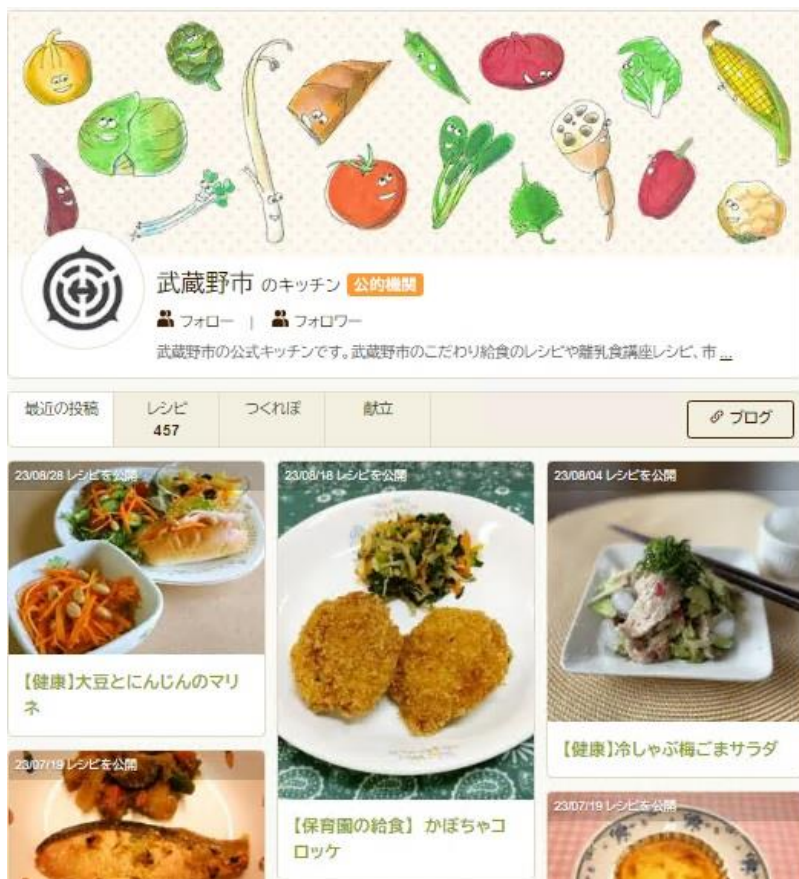 武蔵野市 のキッチン 公的機関
フォロー | フォロワー
武蔵野市の公式キッチンです。武蔵野市のこだわり給食のレシピや離乳食講座レシピ、市 ...
最近の投稿
レシピ
457
つくれぽ
献立
ブログ
23/08/28 レシピを公開
【健康】大豆とにんじんのマリ
ネ
23/08/18 レシピを公開
【保育園の給食】 かぼちゃコ
ロッケ
23/08/04 レシピを公開
【健康】冷しゃぶ梅ごまサラダ
23/07/19 レシピを公開
23/07/19 レシピを公開